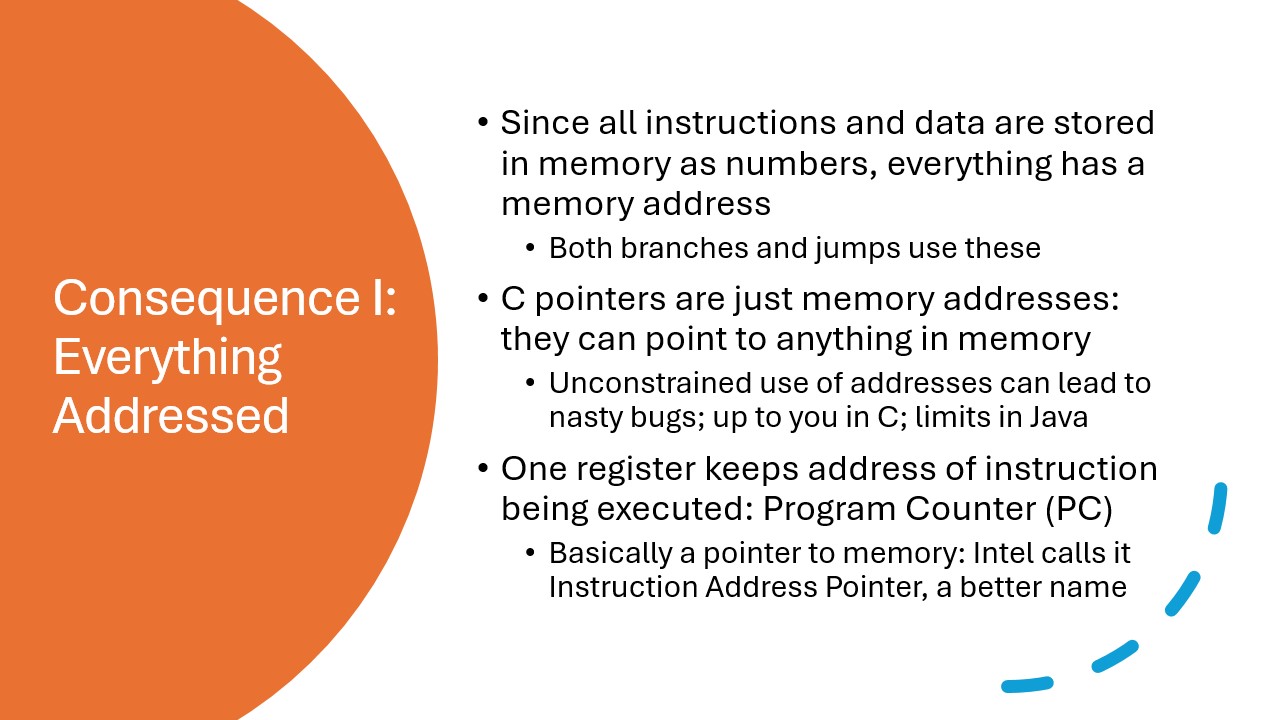 Consequence I:
Everything
Addressed
• Since all instructions and data are stored
in memory as numbers, everything has a
memory address
• Both branches and jumps use these
• C pointers are just memory addresses:
they can point to anything in memory
• Unconstrained use of addresses can lead to
nasty bugs; up to you in C; limits in Java
• One register keeps address of instruction
being executed: Program Counter (PC)
• Basically a pointer to memory: Intel calls it
Instruction Address Pointer, a better name